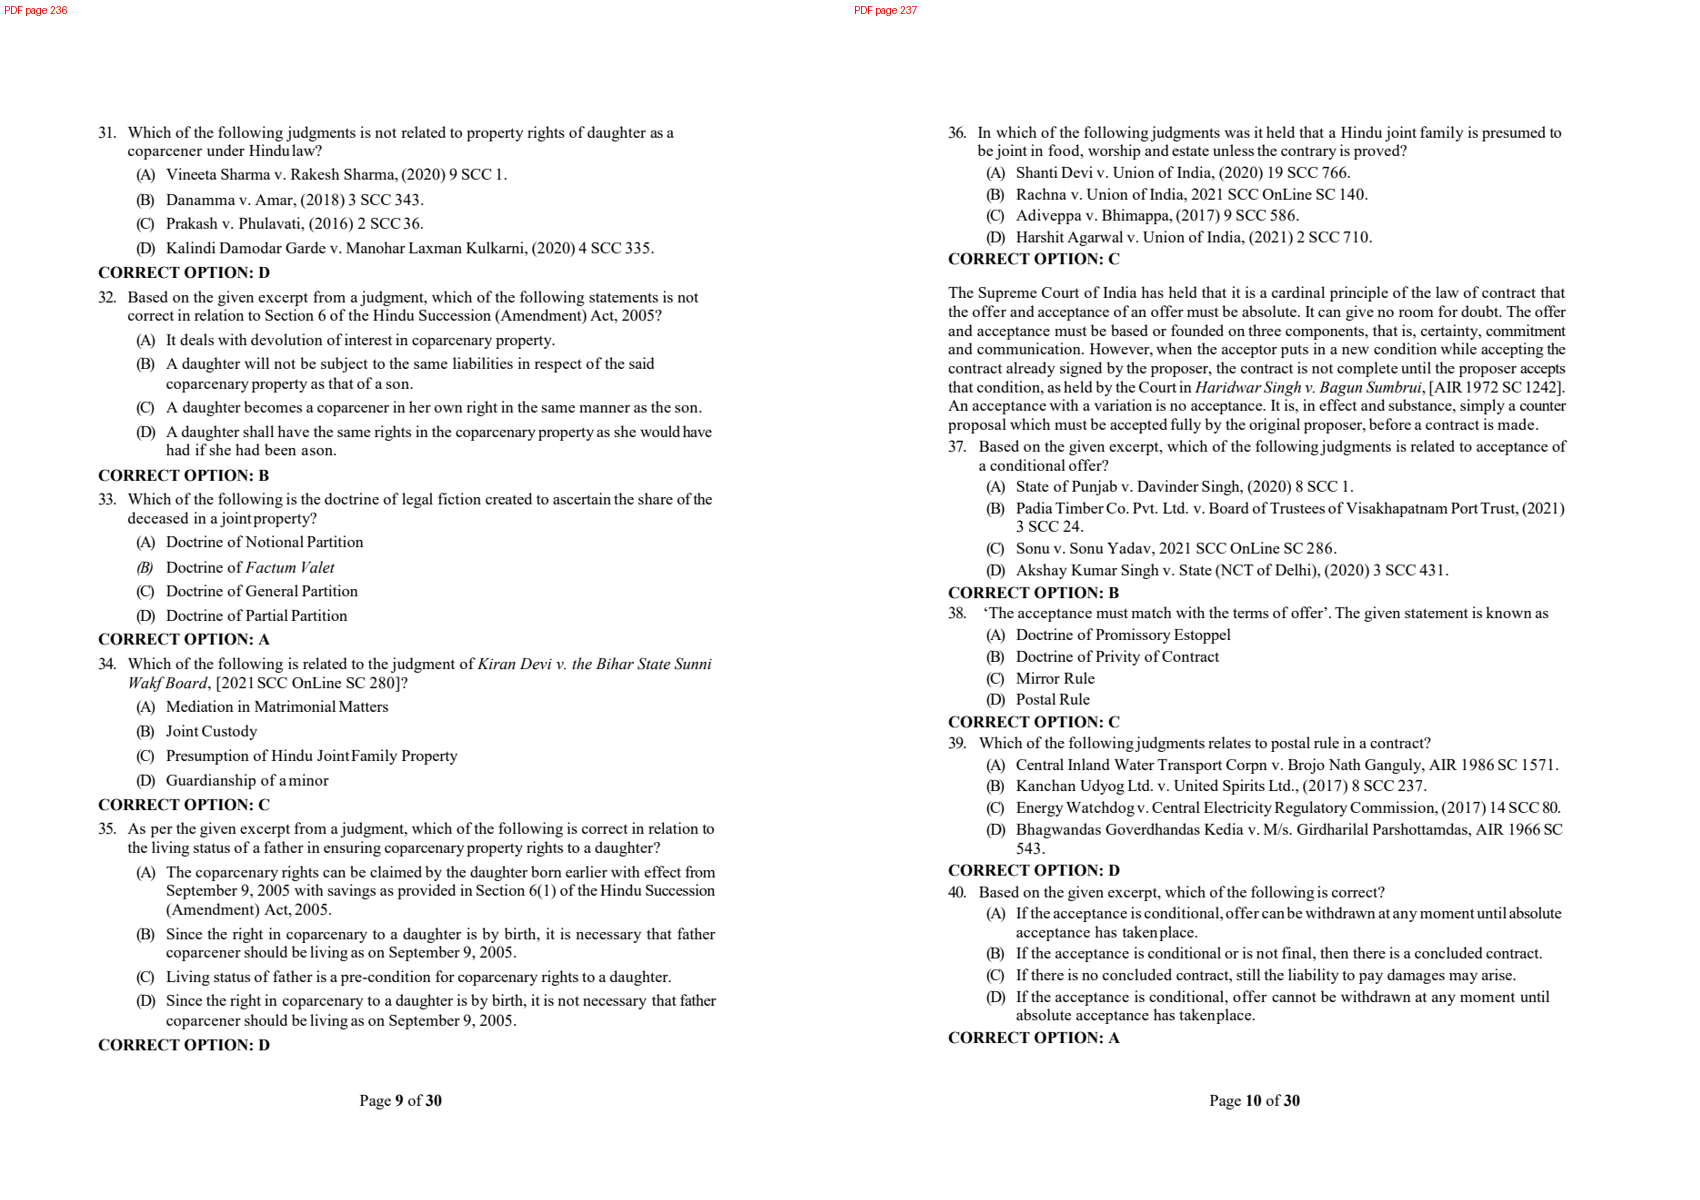 PDF page 236
31. Which of the following judgments is not related to property rights of daughter as a
coparcener under Hindu law?
(A) Vineeta Sharma v. Rakesh Sharma, (2020) 9 SCC 1.
(B) Danamma v. Amar, (2018) 3 SCC 343.
(C) Prakash v. Phulavati, (2016) 2 SCC 36.
(D) Kalindi Damodar Garde v. Manohar Laxman Kulkarni, (2020) 4 SCC 335.
CORRECT OPTION: D
32. Based on the given excerpt from a judgment, which of the following statements is not
correct in relation to Section 6 of the Hindu Succession (Amendment) Act, 2005?
(A) It deals with devolution of interest in coparcenary property.
(B) A daughter will not be subject to the same liabilities in respect of the said
coparcenary property as that of a son.
(C) A daughter becomes a coparcener in her own right in the same manner as the son.
(D) A daughter shall have the same rights in the coparcenary property as she would have
had if she had been ason.
CORRECT OPTION: B
33. Which of the following is the doctrine of legal fiction created to ascertain the share of the
deceased in a joint property?
(A) Doctrine of Notional Partition
(B) Doctrine of Factum Valet
(C) Doctrine of General Partition
(D) Doctrine of Partial Partition
CORRECT OPTION: A
34. Which of the following is related to the judgment of Kiran Devi v. the Bihar State Sunni
Wakf Board, [2021 SCC OnLine SC 280]?
(A) Mediation in Matrimonial Matters
(B) Joint Custody
(C) Presumption of Hindu Joint Family Property
(D) Guardianship of a minor
CORRECT OPTION: C
35. As per the given excerpt from a judgment, which of the following is correct in relation to
the living status of a father in ensuring coparcenary property rights to a daughter?
(A) The coparcenary rights can be claimed by the daughter born earlier with effect from
September 9, 2005 with savings as provided in Section 6(1) of the Hindu Succession
(Amendment) Act, 2005.
(B) Since the right in coparcenary to a daughter is by birth, it is necessary that father
coparcener should be living as on September 9, 2005.
(C) Living status of father is a pre-condition for coparcenary rights to a daughter.
(D) Since the right in coparcenary to a daughter is by birth, it is not necessary that father
coparcener should be living as on September 9, 2005.
CORRECT OPTION: D
Page 9 of 30
PDF page 237
36. In which of the following judgments was it held that a Hindu joint family is presumed to
be joint in food, worship and estate unless the contrary is proved?
(A) Shanti Devi v. Union of India, (2020) 19 SCC 766.
(B) Rachna v. Union of India, 2021 SCC OnLine SC 140.
(C) Adiveppa v. Bhimappa, (2017) 9 SCC 586.
(D) Harshit Agarwal v. Union of India, (2021) 2 SCC 710.
CORRECT OPTION: C
The Supreme Court of India has held that it is a cardinal principle of the law of contract that
the offer and acceptance of an offer must be absolute. It can give no room for doubt. The offer
and acceptance must be based or founded on three components, that is, certainty, commitment
and communication. However, when the acceptor puts in a new condition while accepting the
contract already signed by the proposer, the contract is not complete until the proposer accepts
that condition, as held by the Court in Haridwar Singh v. Bagun Sumbrui, [AIR 1972 SC 1242].
An acceptance with a variation is no acceptance. It is, in effect and substance, simply a counter
proposal which must be accepted fully by the original proposer, before a contract is made.
37. Based on the given excerpt, which of the following judgments is related to acceptance of
a conditional offer?
(A) State of Punjab v. Davinder Singh, (2020) 8 SCC 1.
(B) Padia Timber Co. Pvt. Ltd. v. Board of Trustees of Visakhapatnam Port Trust, (2021)
3 SCC 24.
(C) Sonu v. Sonu Yadav, 2021 SCC OnLine SC 286.
(D) Akshay Kumar Singh v. State (NCT of Delhi), (2020) 3 SCC 431.
CORRECT OPTION: B
38. ‘The acceptance must match with the terms of offer’. The given statement is known as
(A) Doctrine of Promissory Estoppel
(B) Doctrine of Privity of Contract
(C) Mirror Rule
(D) Postal Rule
CORRECT OPTION: C
39. Which of the following judgments relates to postal rule in a contract?
(A) Central Inland Water Transport Corpn v. Brojo Nath Ganguly, AIR 1986 SC 1571.
(B) Kanchan Udyog Ltd. v. United Spirits Ltd., (2017) 8 SCC 237.
(C) Energy Watchdog v. Central Electricity Regulatory Commission, (2017) 14 SCC 80.
(D) Bhagwandas Goverdhandas Kedia v. M/s. Girdharilal Parshottamdas, AIR 1966 SC
543.
CORRECT OPTION: D
40. Based on the given excerpt, which of the following is correct?
(A) If the acceptance is conditional, offer can be withdrawn at any moment until absolute
acceptance has taken place.
(B) If the acceptance is conditional or is not final, then there is a concluded contract.
(C) If there is no concluded contract, still the liability to pay damages may arise.
(D) If the acceptance is conditional, offer cannot be withdrawn at any moment until
absolute acceptance has taken place.
CORRECT OPTION: A
Page 10 of 30